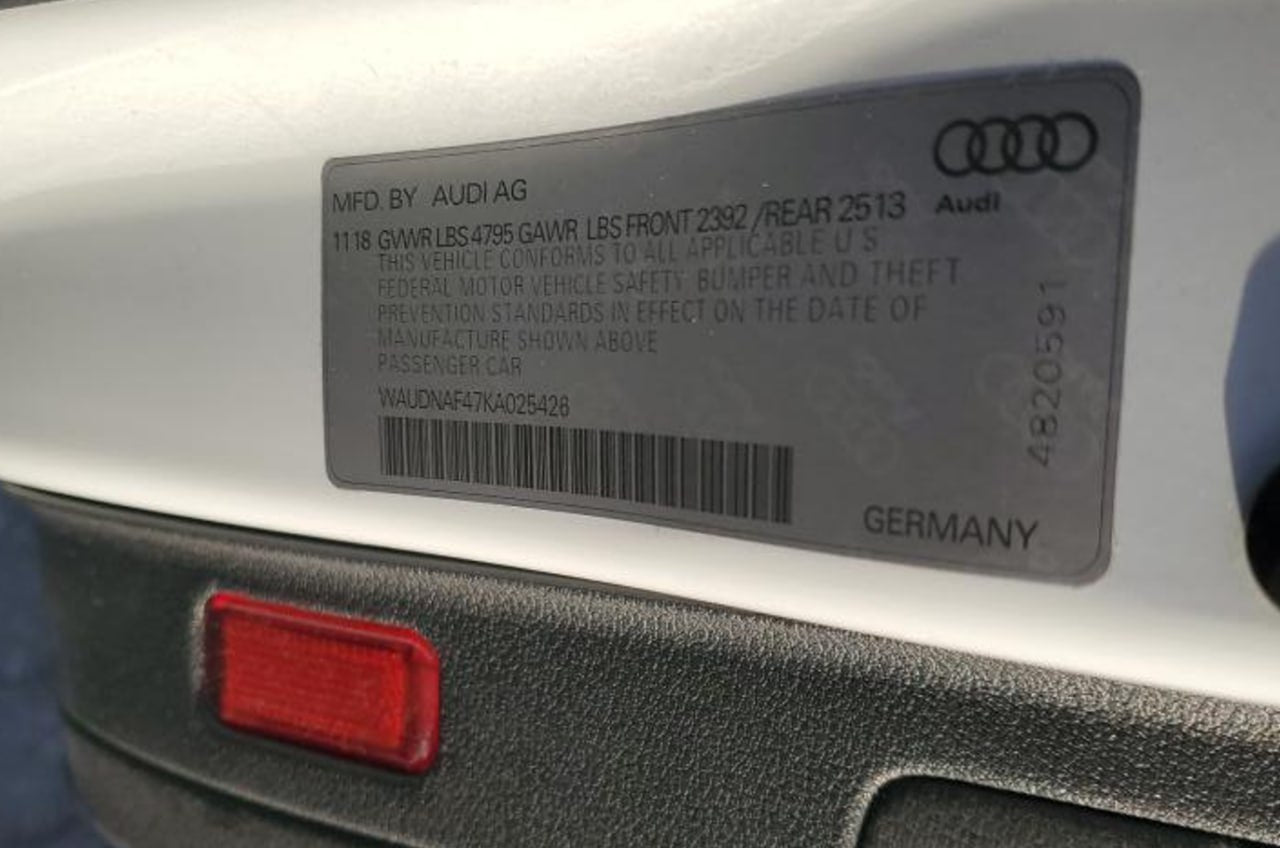 MFD. BY AUDI AG
Audi
1118 GVWR LBS 4795 GAWR LBS FRONT 2392 /REAR 2513
THIS VEHICLE CONFORMS TO ALL APPLICABLE U S
FEDERAL MOTOR VEHICLE SAFETY, BUMPER AND THEFT
PREVENTION STANDARDS IN EFFECT ON THE DATE OF
MANUFACTURE SHOWN ABOVE
PASSENGER CAR
WAUDNAF47KA025426
GERMANY
4820591